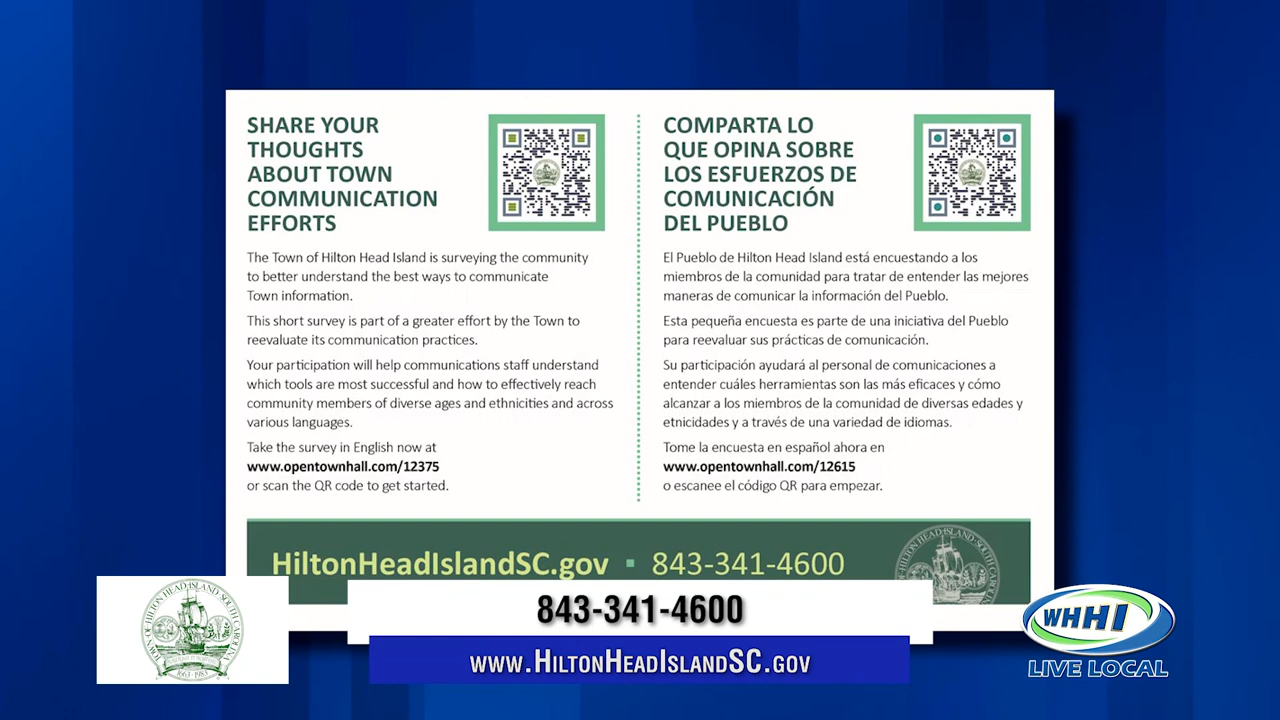 SHARE YOUR
THOUGHTS
ABOUT TOWN
COMMUNICATION
EFFORTS
The Town of Hilton Head Island is surveying the community
to better understand the best ways to communicate
Town information.
This short survey is part of a greater effort by the Town to
reevaluate its communication practices.
Your participation will help communications staff understand
which tools are most successful and how to effectively reach
community members of diverse ages and ethnicities and across
various languages.
Take the survey in English now at
www.opentownhall.com/12375
or scan the QR code to get started.
COMPARTA LO
QUE OPINA SOBRE
LOS ESFUERZOS DE
COMUNICACIÓN
DEL PUEBLO
El Pueblo de Hilton Head Island está encuestando a los
miembros de la comunidad para tratar de entender las mejores
maneras de comunicar la información del Pueblo.
Esta pequeña encuesta es parte de una iniciativa del Pueblo
para reevaluar sus prácticas de comunicación.
Su participación ayudará al personal de comunicaciones a
entender cuáles herramientas son las más eficaces y cómo
alcanzar a los miembros de la comunidad de diversas edades y
etnicidades y a través de una variedad de idiomas.
Tome la encuesta en español ahora en
www.opentownhall.com/12615
o escanee el código QR para empezar.
HiltonHeadIslandSC.gov ▪ 843-341-4600
TOWN OF HILTON HEAD ISLAND, SOUTH CAROLINA
1663-1983
843-341-4600
www.HiltonHeadIslandSC.gov
WHHI
LIVE LOCAL